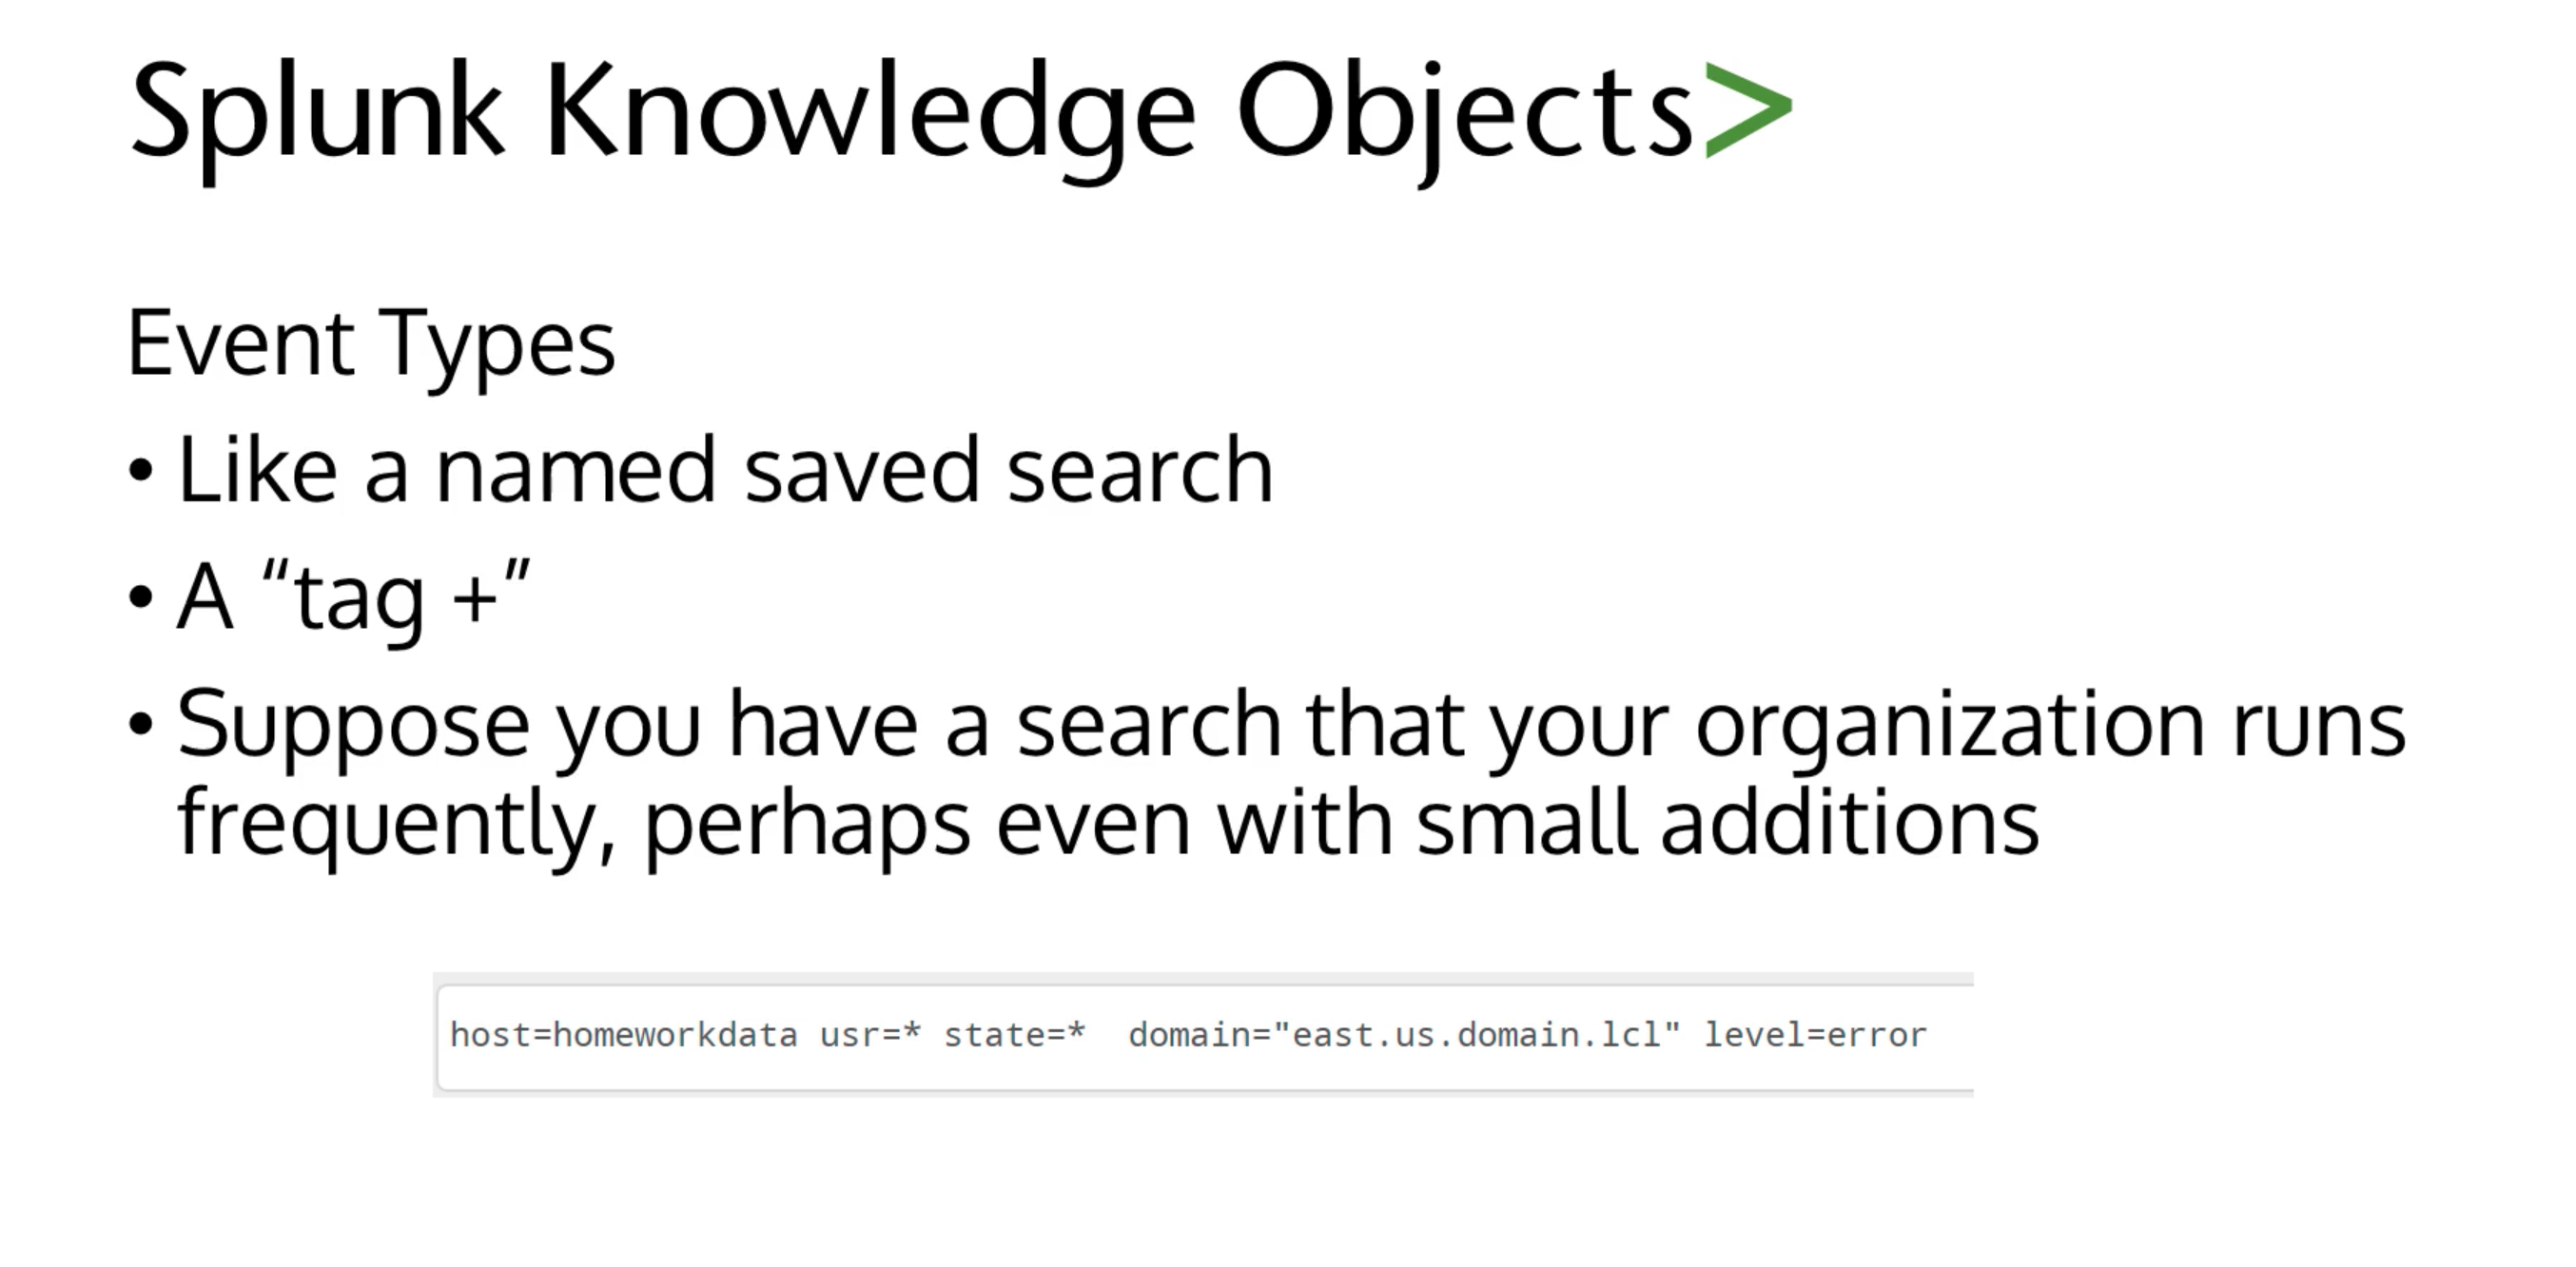 Splunk Knowledge Objects>
Event Types
• Like a named saved search
• A “tag +”
• Suppose you have a search that your organization runs
frequently, perhaps even with small additions
host=homeworkdata usr=* state=*  domain="east.us.domain.lcl" level=error